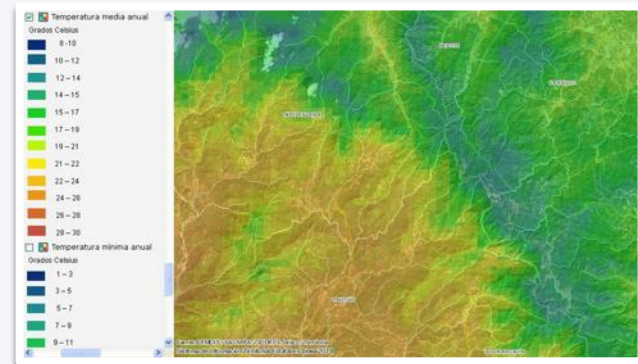 Temperatura media anual
Grados Celsius
8 -10
10 – 12
12 – 14
14 – 15
15 – 17
17 – 19
19 – 21
21 – 22
22 – 24
24 – 26
26 – 28
28 – 30
Temperatura mínima anual
Grados Celsius
1 – 3
3 – 5
5 – 7
7 – 9
9 – 11